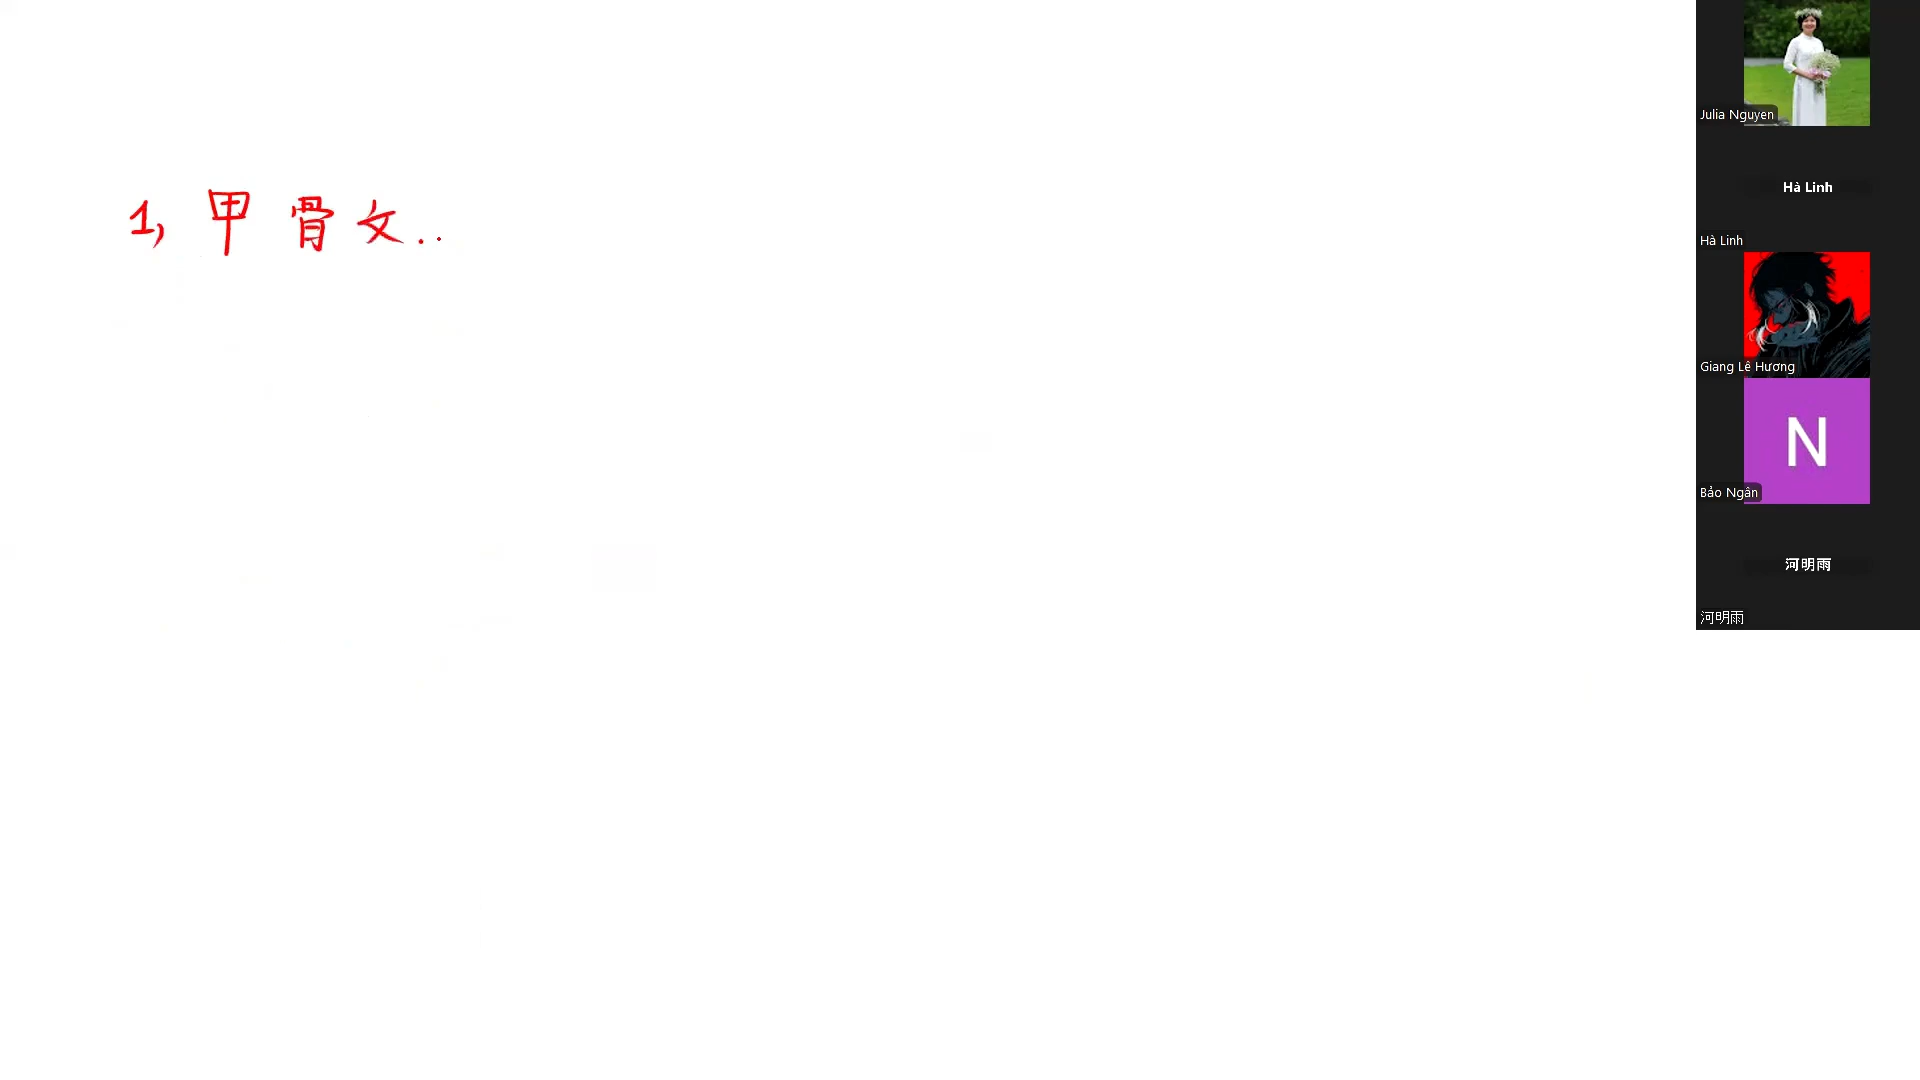 1, 甲骨文..
Julia Nguyen
Hà Linh
Hà Linh
Giang Lê Hương
N
Bảo Ngân
河明雨
河明雨